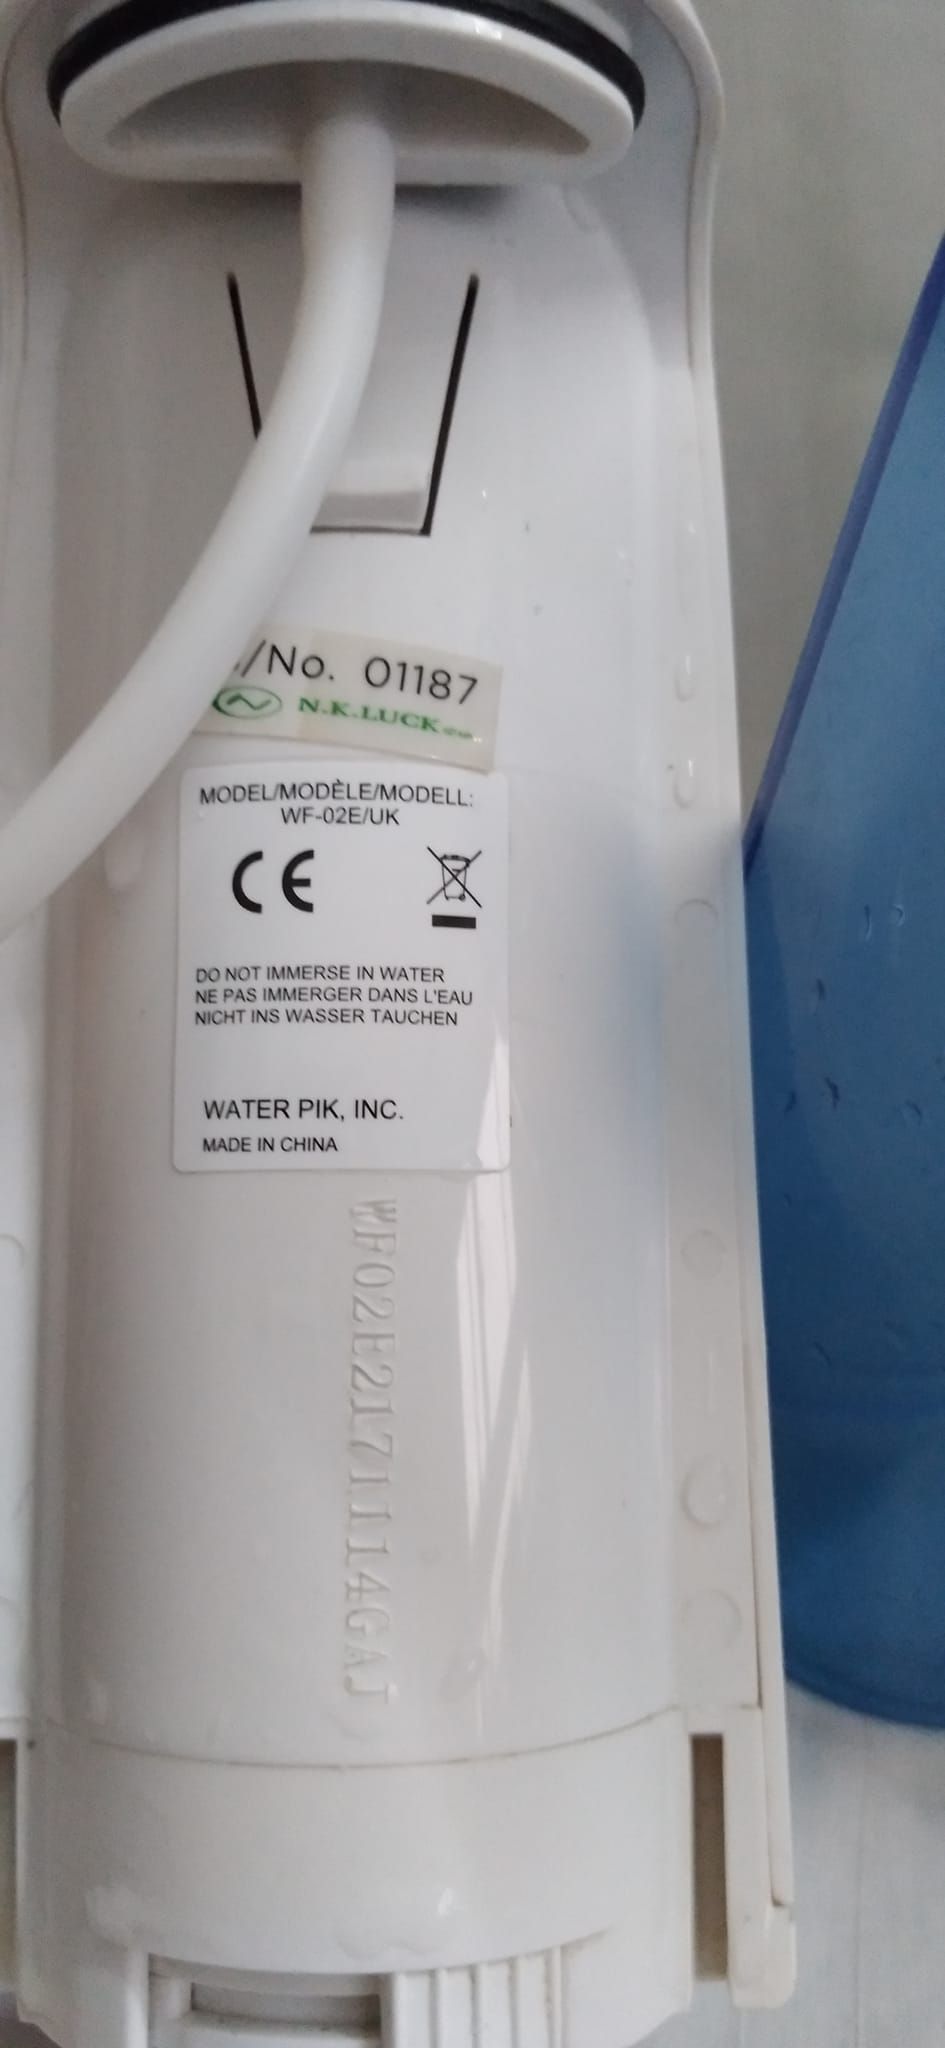 /No. 01187
N.K.LUCK
MODEL/MODÈLE/MODELL:
WF-02E/UK
CE
DO NOT IMMERSE IN WATER
NE PAS IMMERGER DANS L'EAU
NICHT INS WASSER TAUCHEN
WATER PIK, INC.
MADE IN CHINA
WF02E2171114GAJ